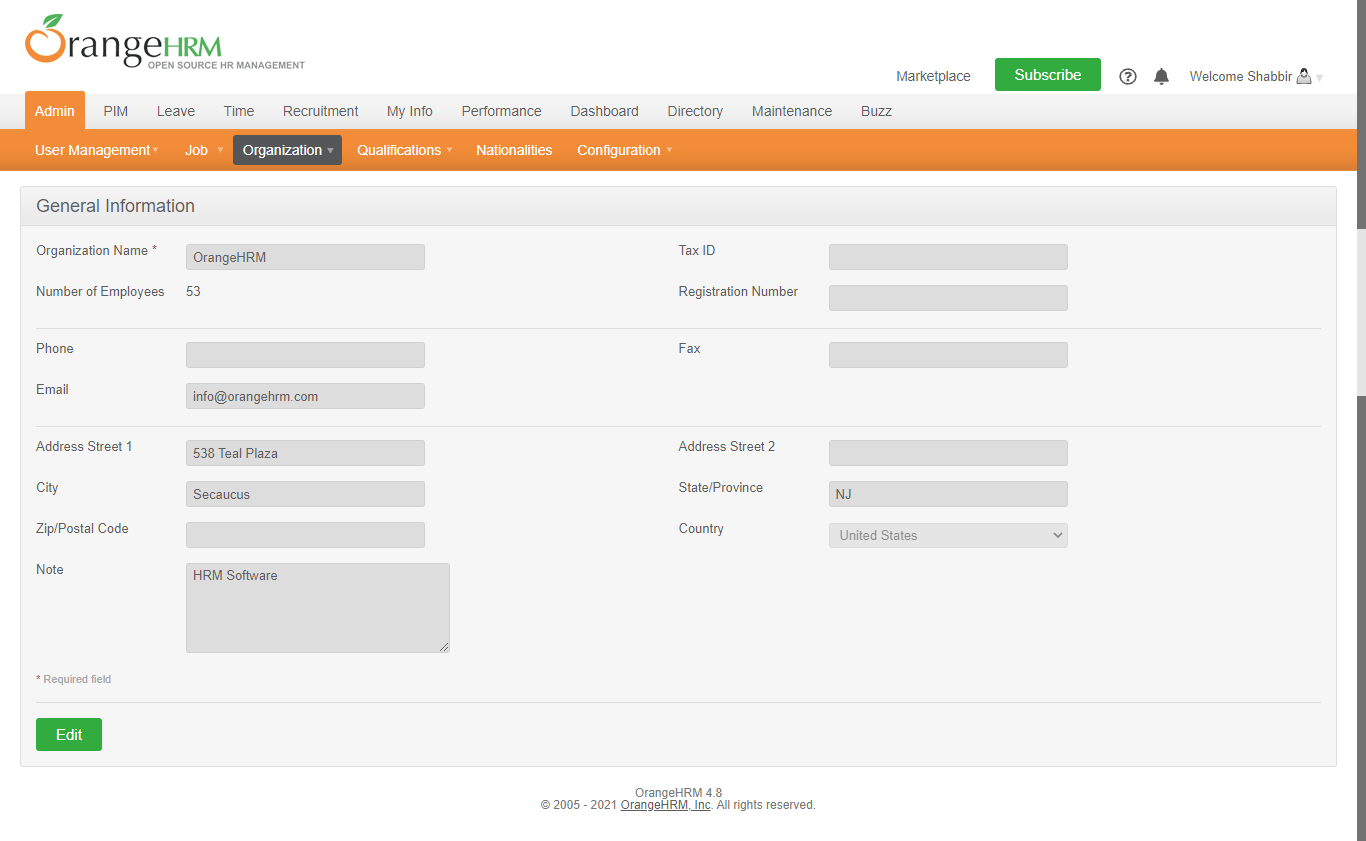 OrangeHRM
OPEN SOURCE HR MANAGEMENT
Marketplace Subscribe Welcome Shabbir
Admin PIM Leave Time Recruitment My Info Performance Dashboard Directory Maintenance Buzz
User Management Job Organization Qualifications Nationalities Configuration
General Information
Organization Name * OrangeHRM Tax ID
Number of Employees 53 Registration Number
Phone Fax
Email info@orangehrm.com
Address Street 1 538 Teal Plaza Address Street 2
City Secaucus State/Province NJ
Zip/Postal Code Country United States
Note HRM Software
* Required field
Edit
OrangeHRM 4.8
© 2005 - 2021 OrangeHRM, Inc. All rights reserved.